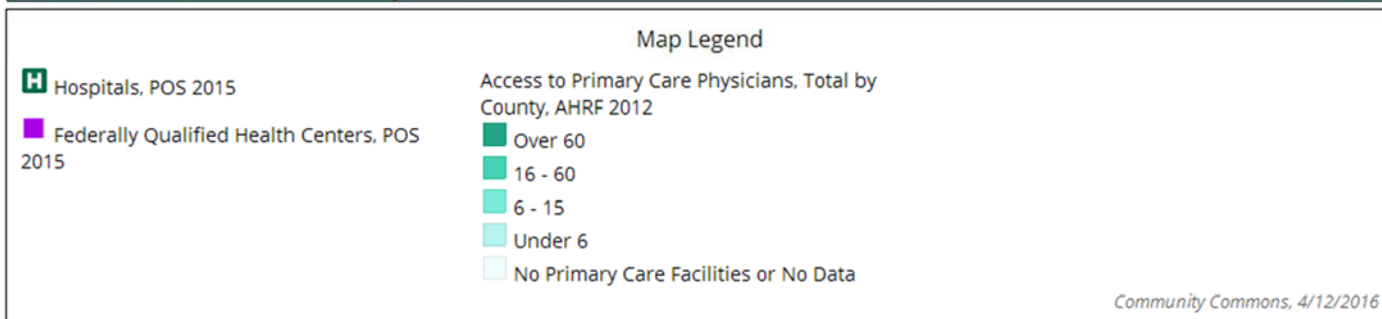 Map Legend
H Hospitals, POS 2015
Federally Qualified Health Centers, POS
2015
Access to Primary Care Physicians, Total by
County, AHRF 2012
Over 60
16 - 60
6 - 15
Under 6
No Primary Care Facilities or No Data
Community Commons, 4/12/2016